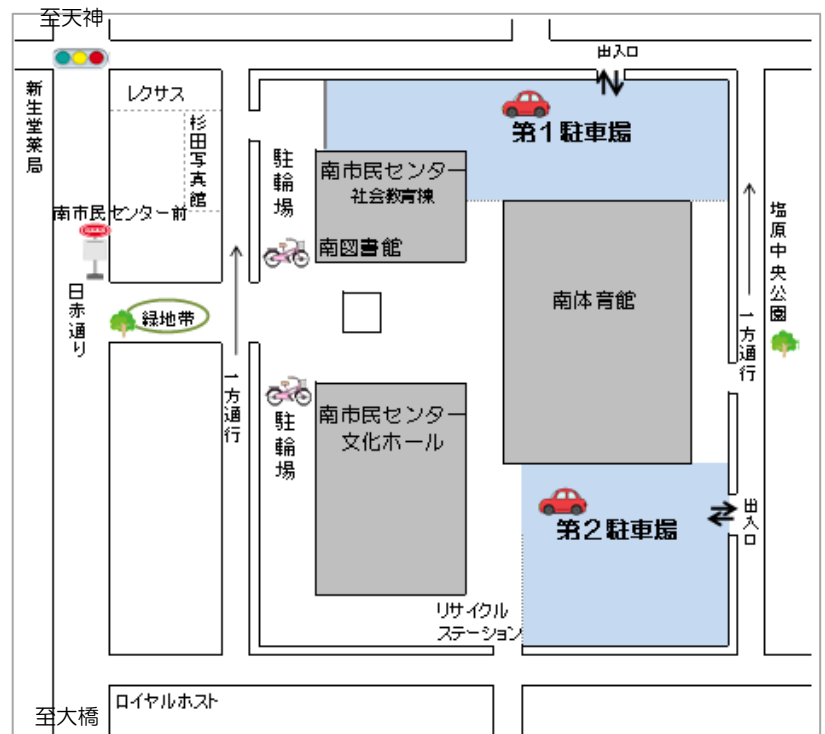 至天神
出入口
新生堂薬局
レクサス
杉田写真館
第1駐車場
駐輪場
南市民センター
社会教育棟
南図書館
南市民センター前
塩原中央公園
南体育館
日赤通り
緑地帯
一方通行
一方通行
駐輪場
南市民センター
文化ホール
第2駐車場
出入口
リサイクル
ステーション
ロイヤルホスト
至大橋